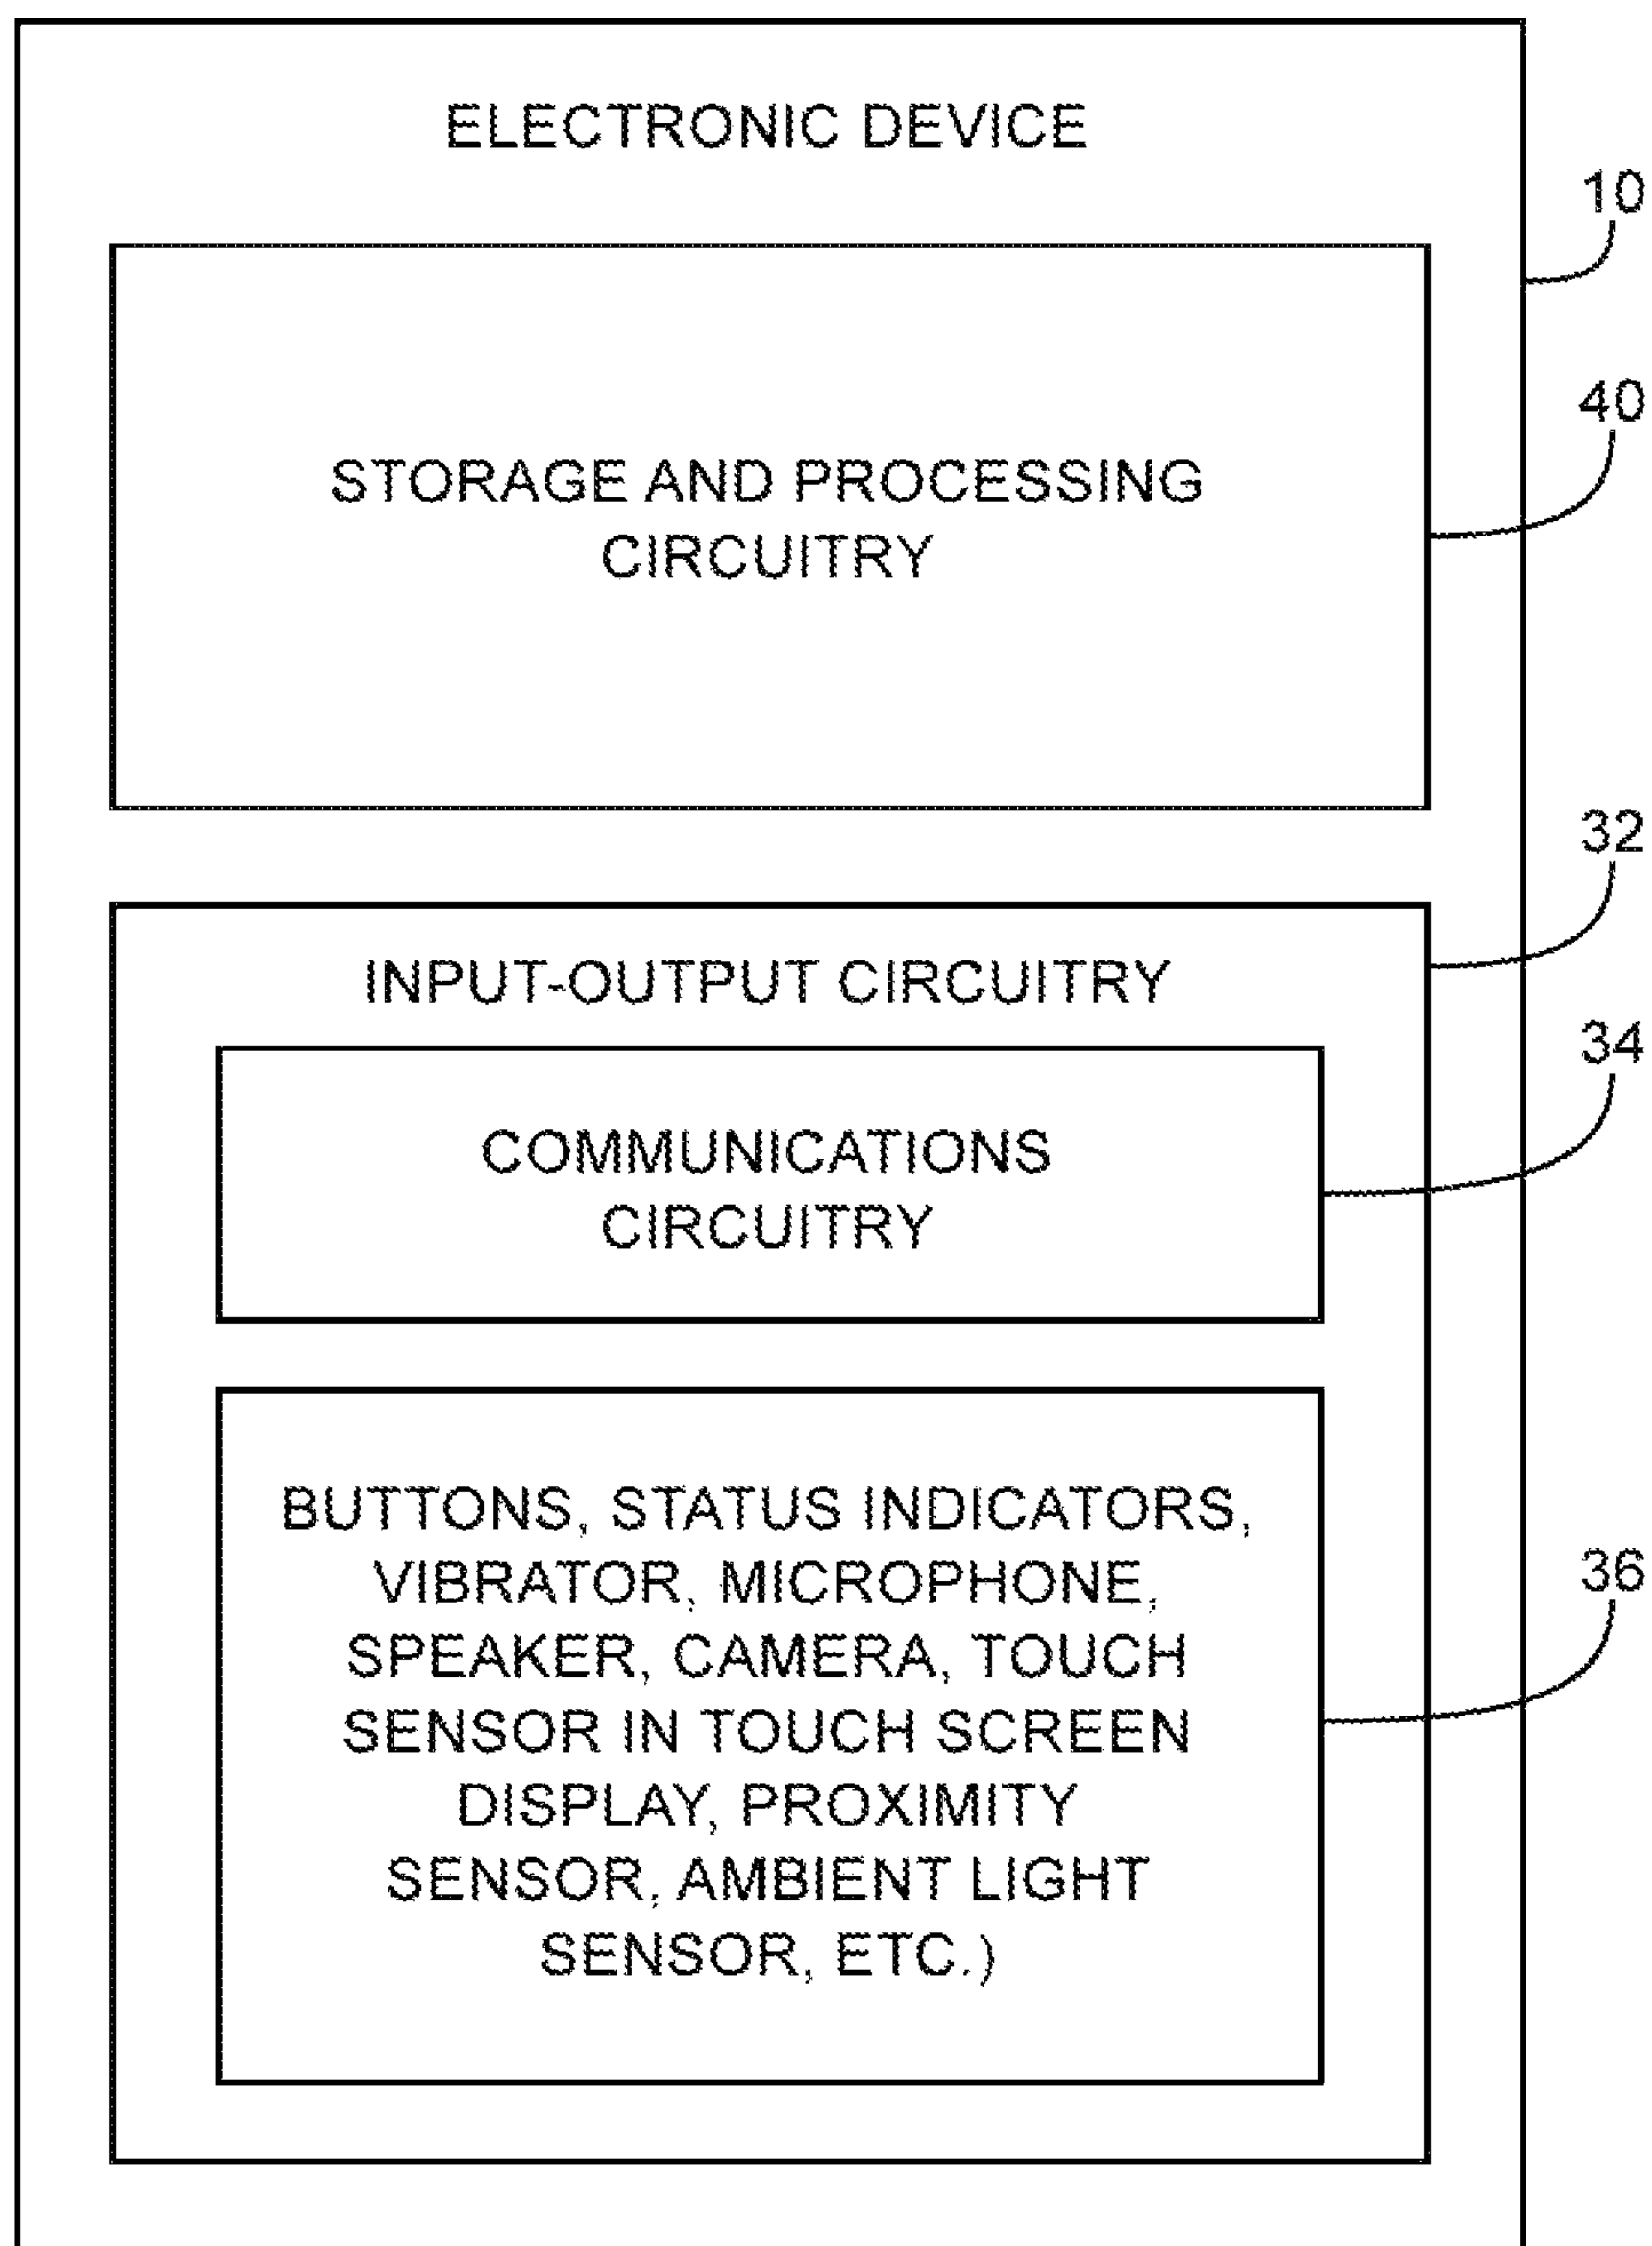 ELECTRONIC DEVICE
10
40
STORAGE AND PROCESSING
CIRCUITRY
32
INPUT-OUTPUT CIRCUITRY
34
COMMUNICATIONS
CIRCUITRY
BUTTONS, STATUS INDICATORS,
VIBRATOR, MICROPHONE,
36
SPEAKER, CAMERA, TOUCH
SENSOR IN TOUCH SCREEN
DISPLAY, PROXIMITY
SENSOR, AMBIENT LIGHT
SENSOR, ETC.)